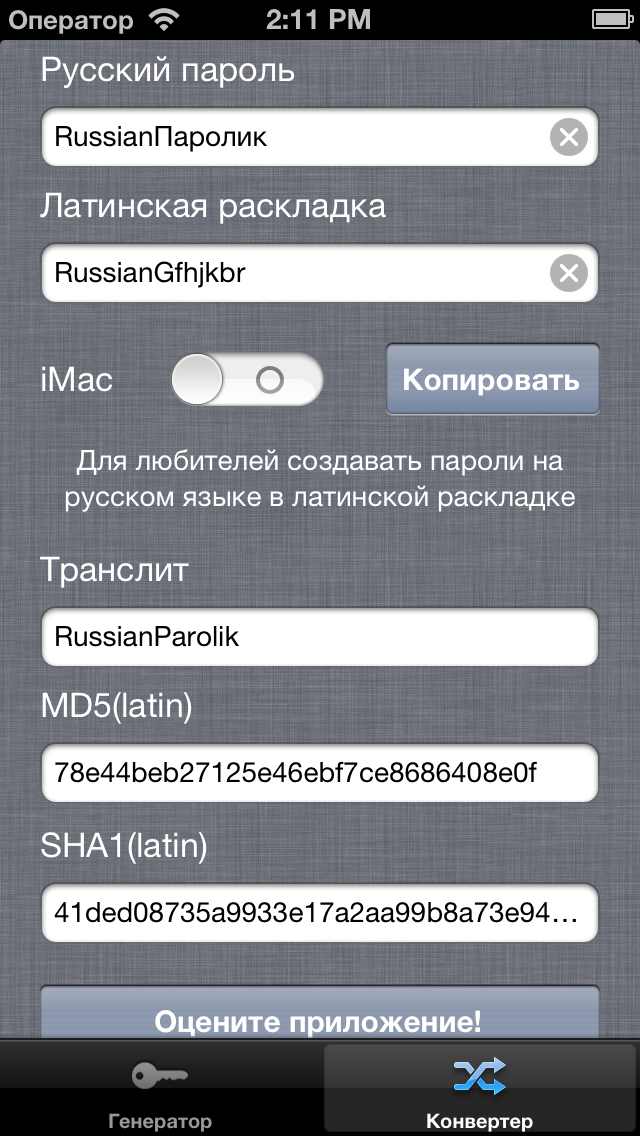 Оператор 2:11 PM
Русский пароль
RussianПаролик
Латинская раскладка
RussianGfhjkbr
iMac Копировать
Для любителей создавать пароли на
русском языке в латинской раскладке
Транслит
RussianParolik
MD5(latin)
78e44beb27125e46ebf7ce8686408e0f
SHA1(latin)
41ded08735a9933e17a2aa99b8a73e94...
Оцените приложение!
Генератор Конвертер